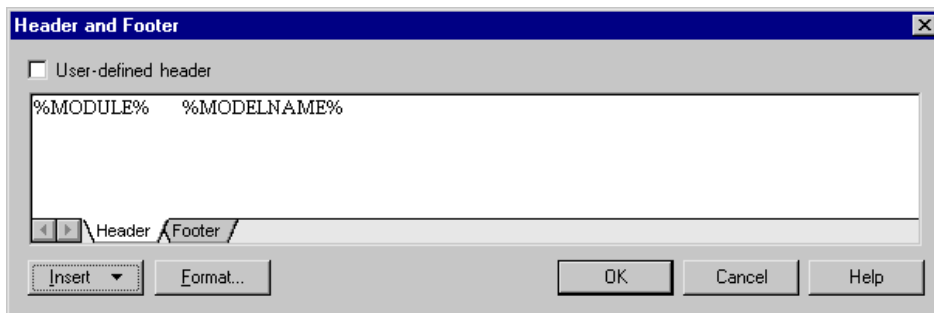 Header and Footer
User-defined header
%MODULE% %MODELNAME%
Header Footer
Insert Format... OK Cancel Help